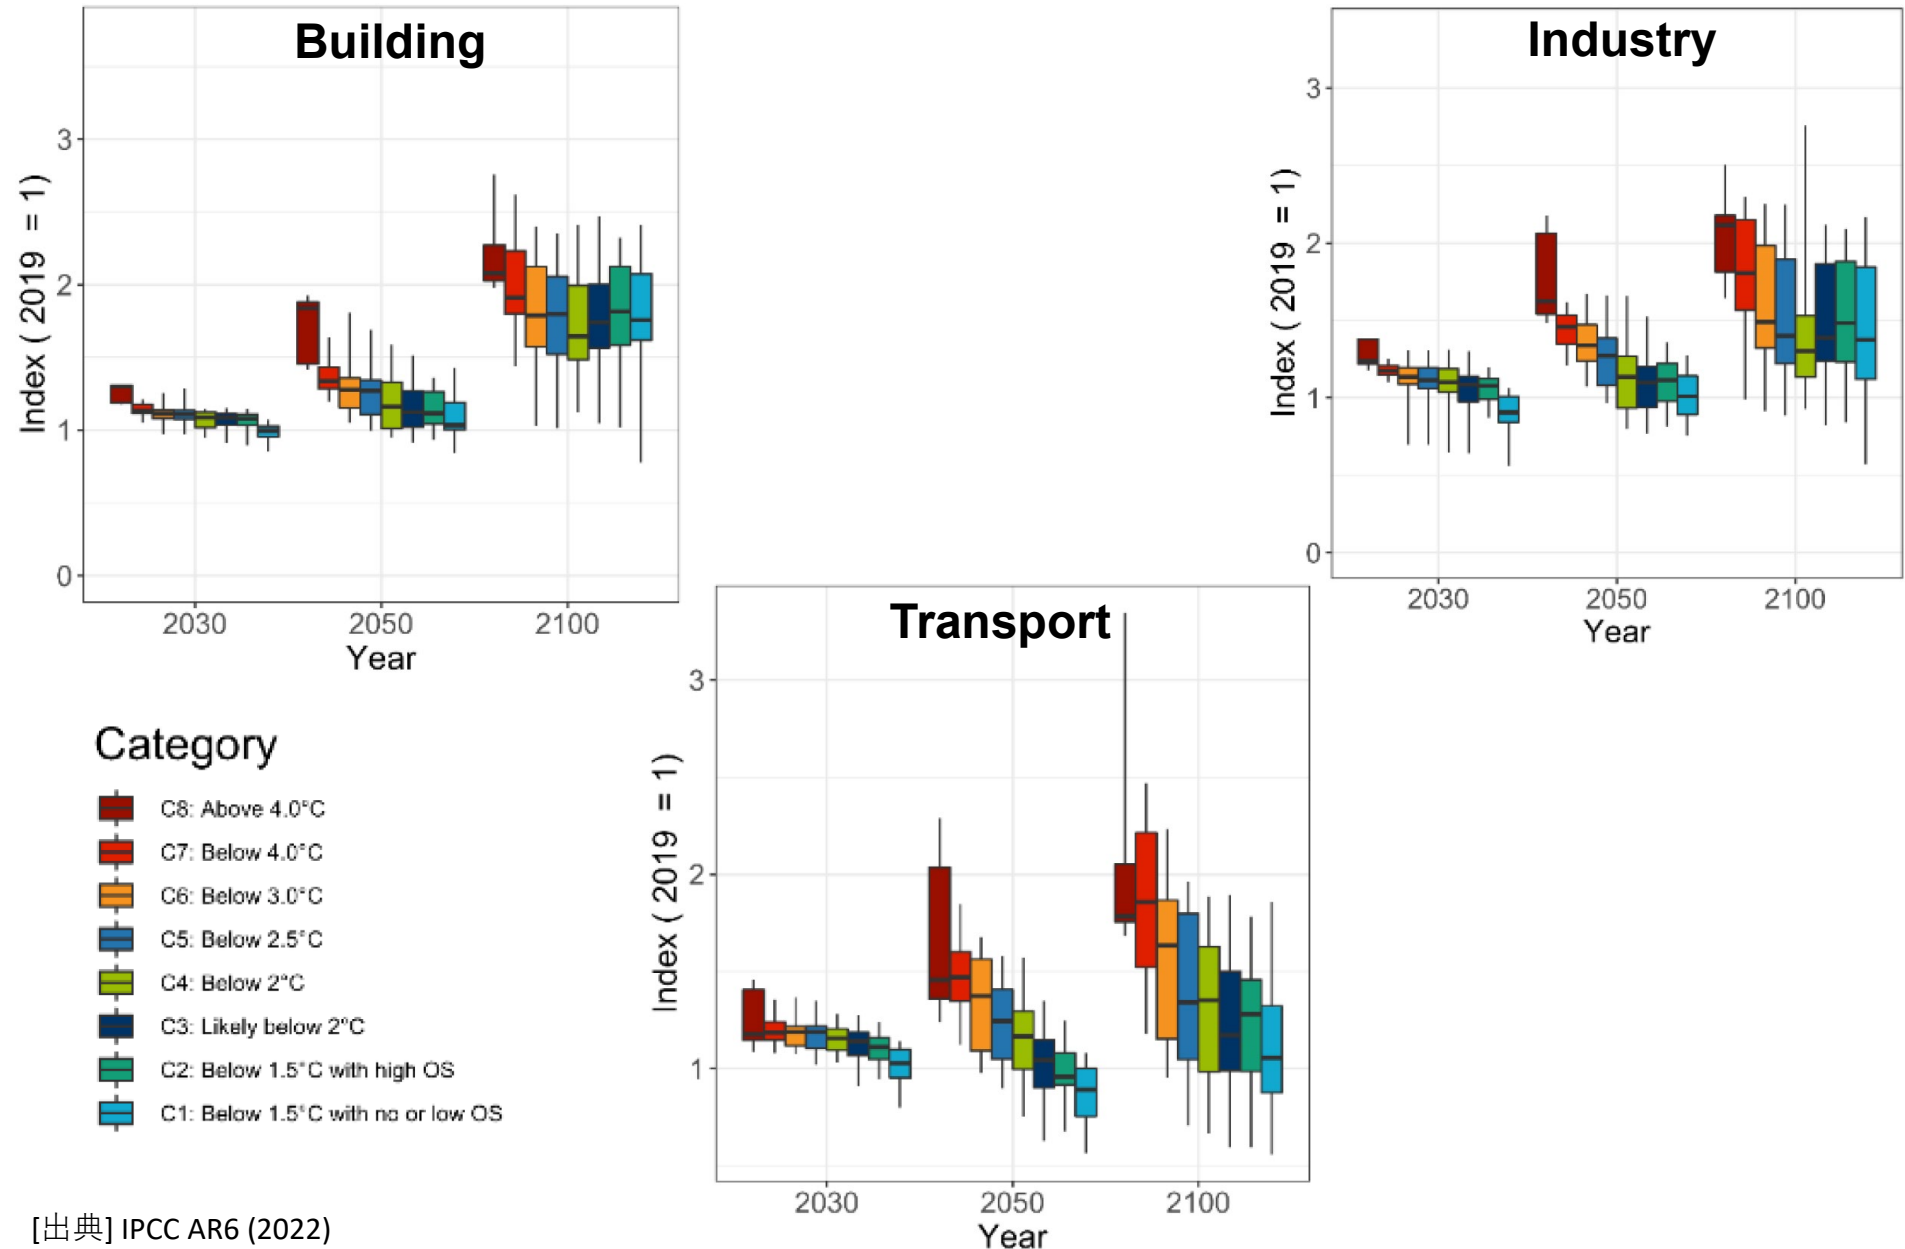 Building
Index ( 2019 = 1)
3
2
1
0
2030 2050 2100
Year
Industry
Index ( 2019 = 1)
3
2
1
0
2030 2050 2100
Year
Transport
Index ( 2019 = 1)
3
2
1
2030 2050 2100
Year
Category
C8: Above 4.0°C
C7: Below 4.0°C
C6: Below 3.0°C
C5: Below 2.5°C
C4: Below 2°C
C3: Likely below 2°C
C2: Below 1.5°C with high OS
C1: Below 1.5°C with no or low OS
[出典] IPCC AR6 (2022)